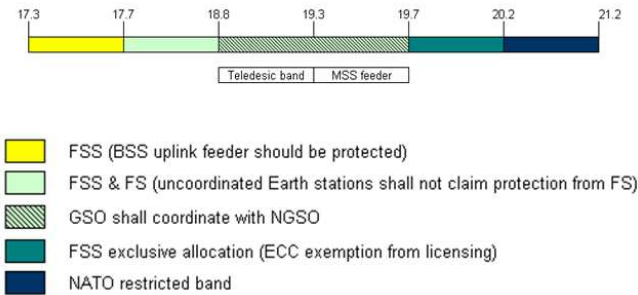 17.3 17.7 18.8 19.3 19.7 20.2 21.2
Teledesic band MSS feeder
FSS (BSS uplink feeder should be protected)
FSS & FS (uncoordinated Earth stations shall not claim protection from FS)
GSO shall coordinate with NGSO
FSS exclusive allocation (ECC exemption from licensing)
NATO restricted band